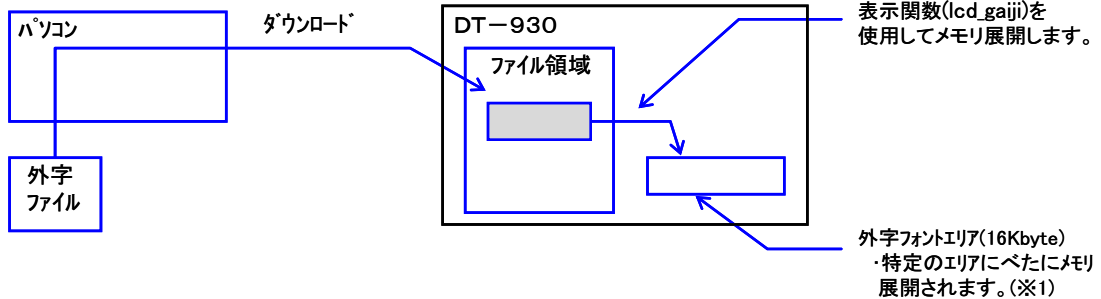 ﾊﾟｿｺﾝ
ﾀﾞｳﾝﾛｰﾄﾞ
DT－930
ファイル領域
外字
ﾌｧｲﾙ
表示関数(lcd_gaiji)を
使用してメモリ展開します。
外字ﾌｫﾝﾄｴﾘｱ(16Kbyte)
・特定のエリアにべたにﾒﾓﾘ
展開されます。(※1)